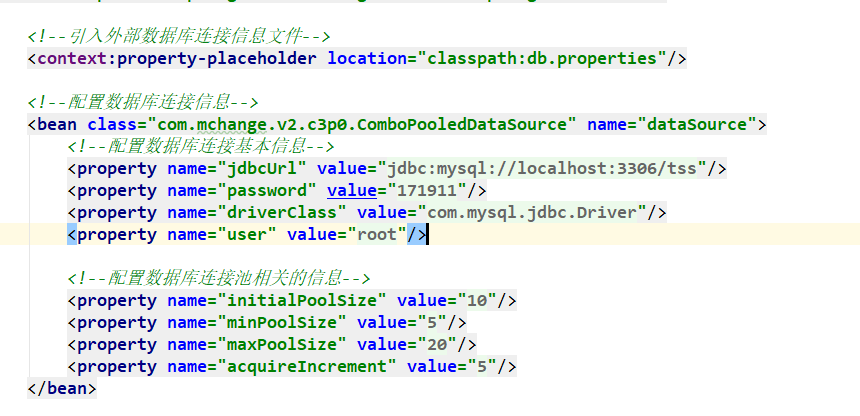 <!--引入外部数据库连接信息文件-->
<context:property-placeholder location="classpath:db.properties"/>
<!--配置数据库连接信息-->
<bean class="com.mchange.v2.c3p0.ComboPooledDataSource" name="dataSource">
<!--配置数据库连接基本信息-->
<property name="jdbcUrl" value="jdbc:mysql://localhost:3306/tss"/>
<property name="password" value="171911"/>
<property name="driverClass" value="com.mysql.jdbc.Driver"/>
<property name="user" value="root"/>
<!--配置数据库连接池相关的信息-->
<property name="initialPoolSize" value="10"/>
<property name="minPoolSize" value="5"/>
<property name="maxPoolSize" value="20"/>
<property name="acquireIncrement" value="5"/>
</bean>